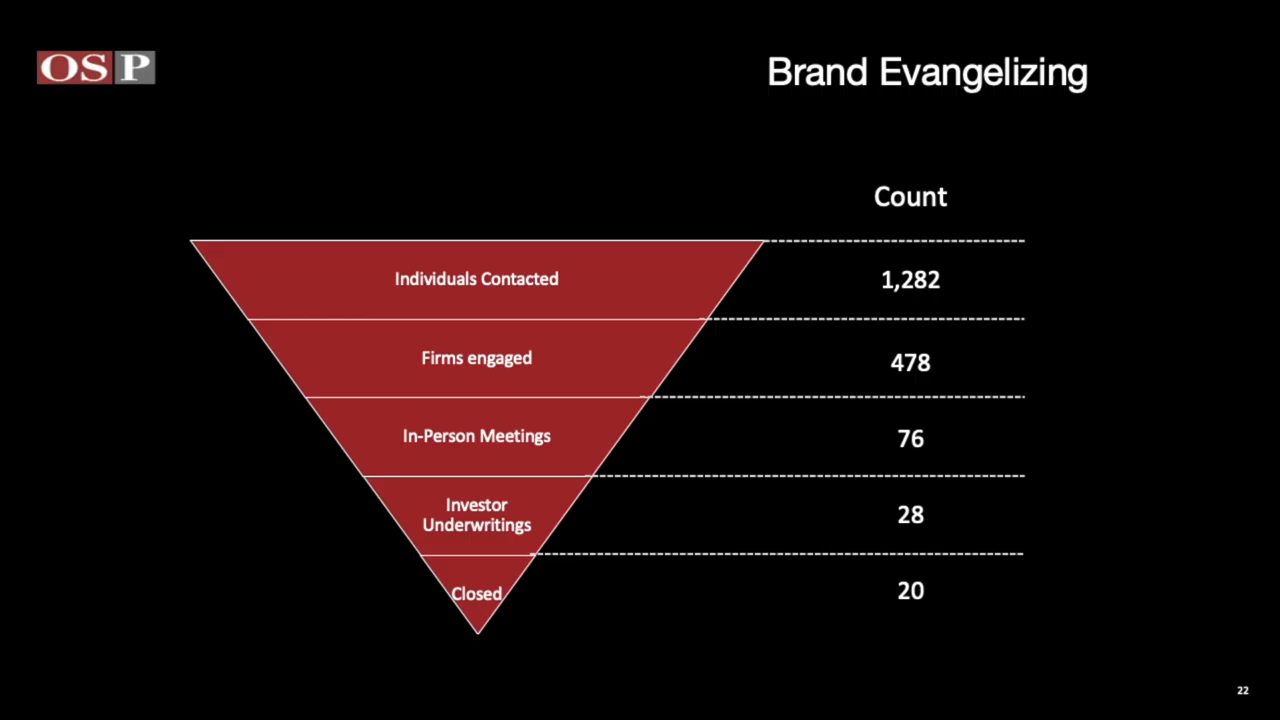 OSP
Brand Evangelizing
Count
Individuals Contacted
1,282
Firms engaged
478
In-Person Meetings
76
Investor
Underwritings
28
Closed
20
22